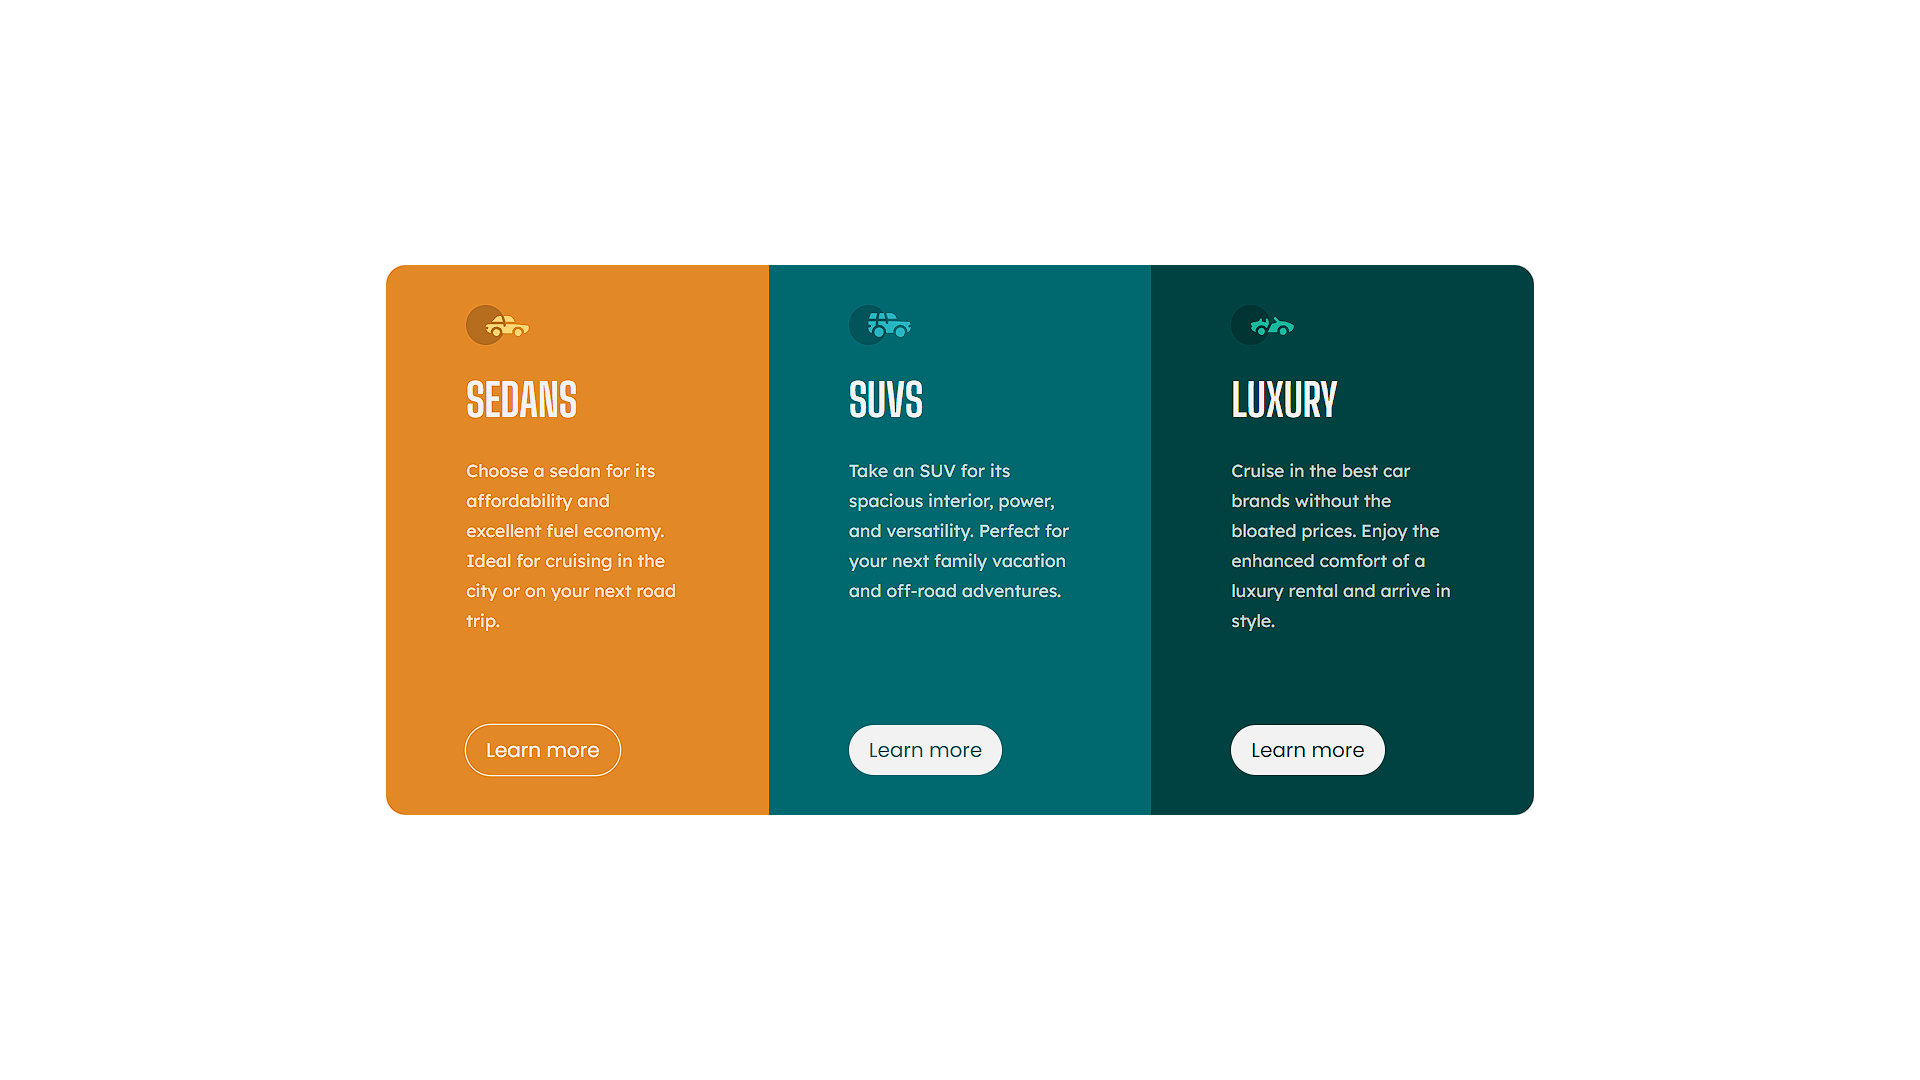 SEDANS
Choose a sedan for its
affordability and
excellent fuel economy.
Ideal for cruising in the
city or on your next road
trip.
Learn more
SUVS
Take an SUV for its
spacious interior, power,
and versatility. Perfect for
your next family vacation
and off-road adventures.
Learn more
LUXURY
Cruise in the best car
brands without the
bloated prices. Enjoy the
enhanced comfort of a
luxury rental and arrive in
style.
Learn more